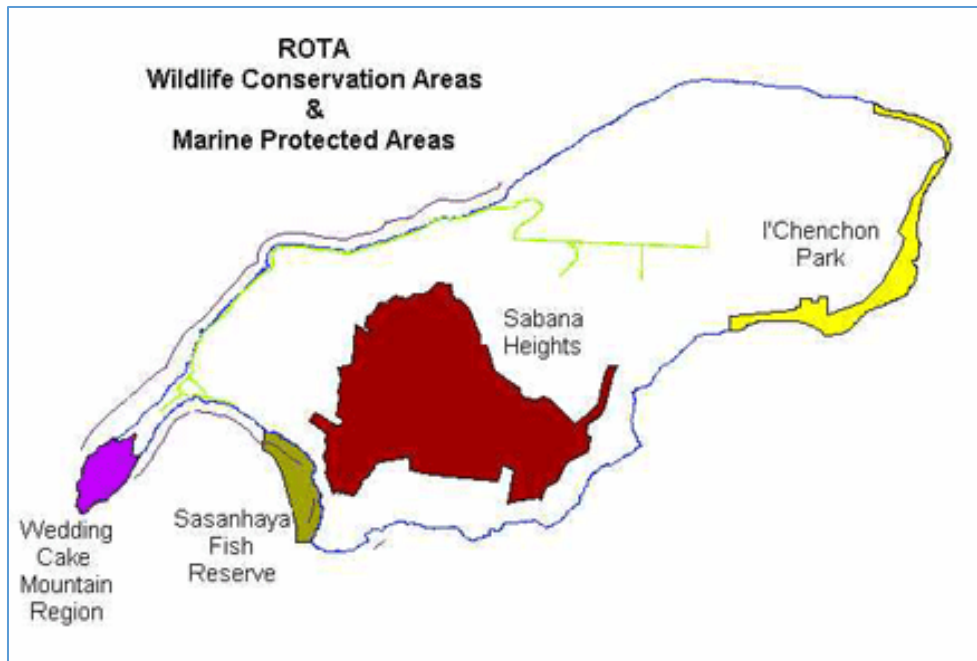 ROTA
Wildlife Conservation Areas
&
Marine Protected Areas
I'Chenchon
Park
Sabana
Heights
Sasanhaya
Fish
Reserve
Wedding
Cake
Mountain
Region